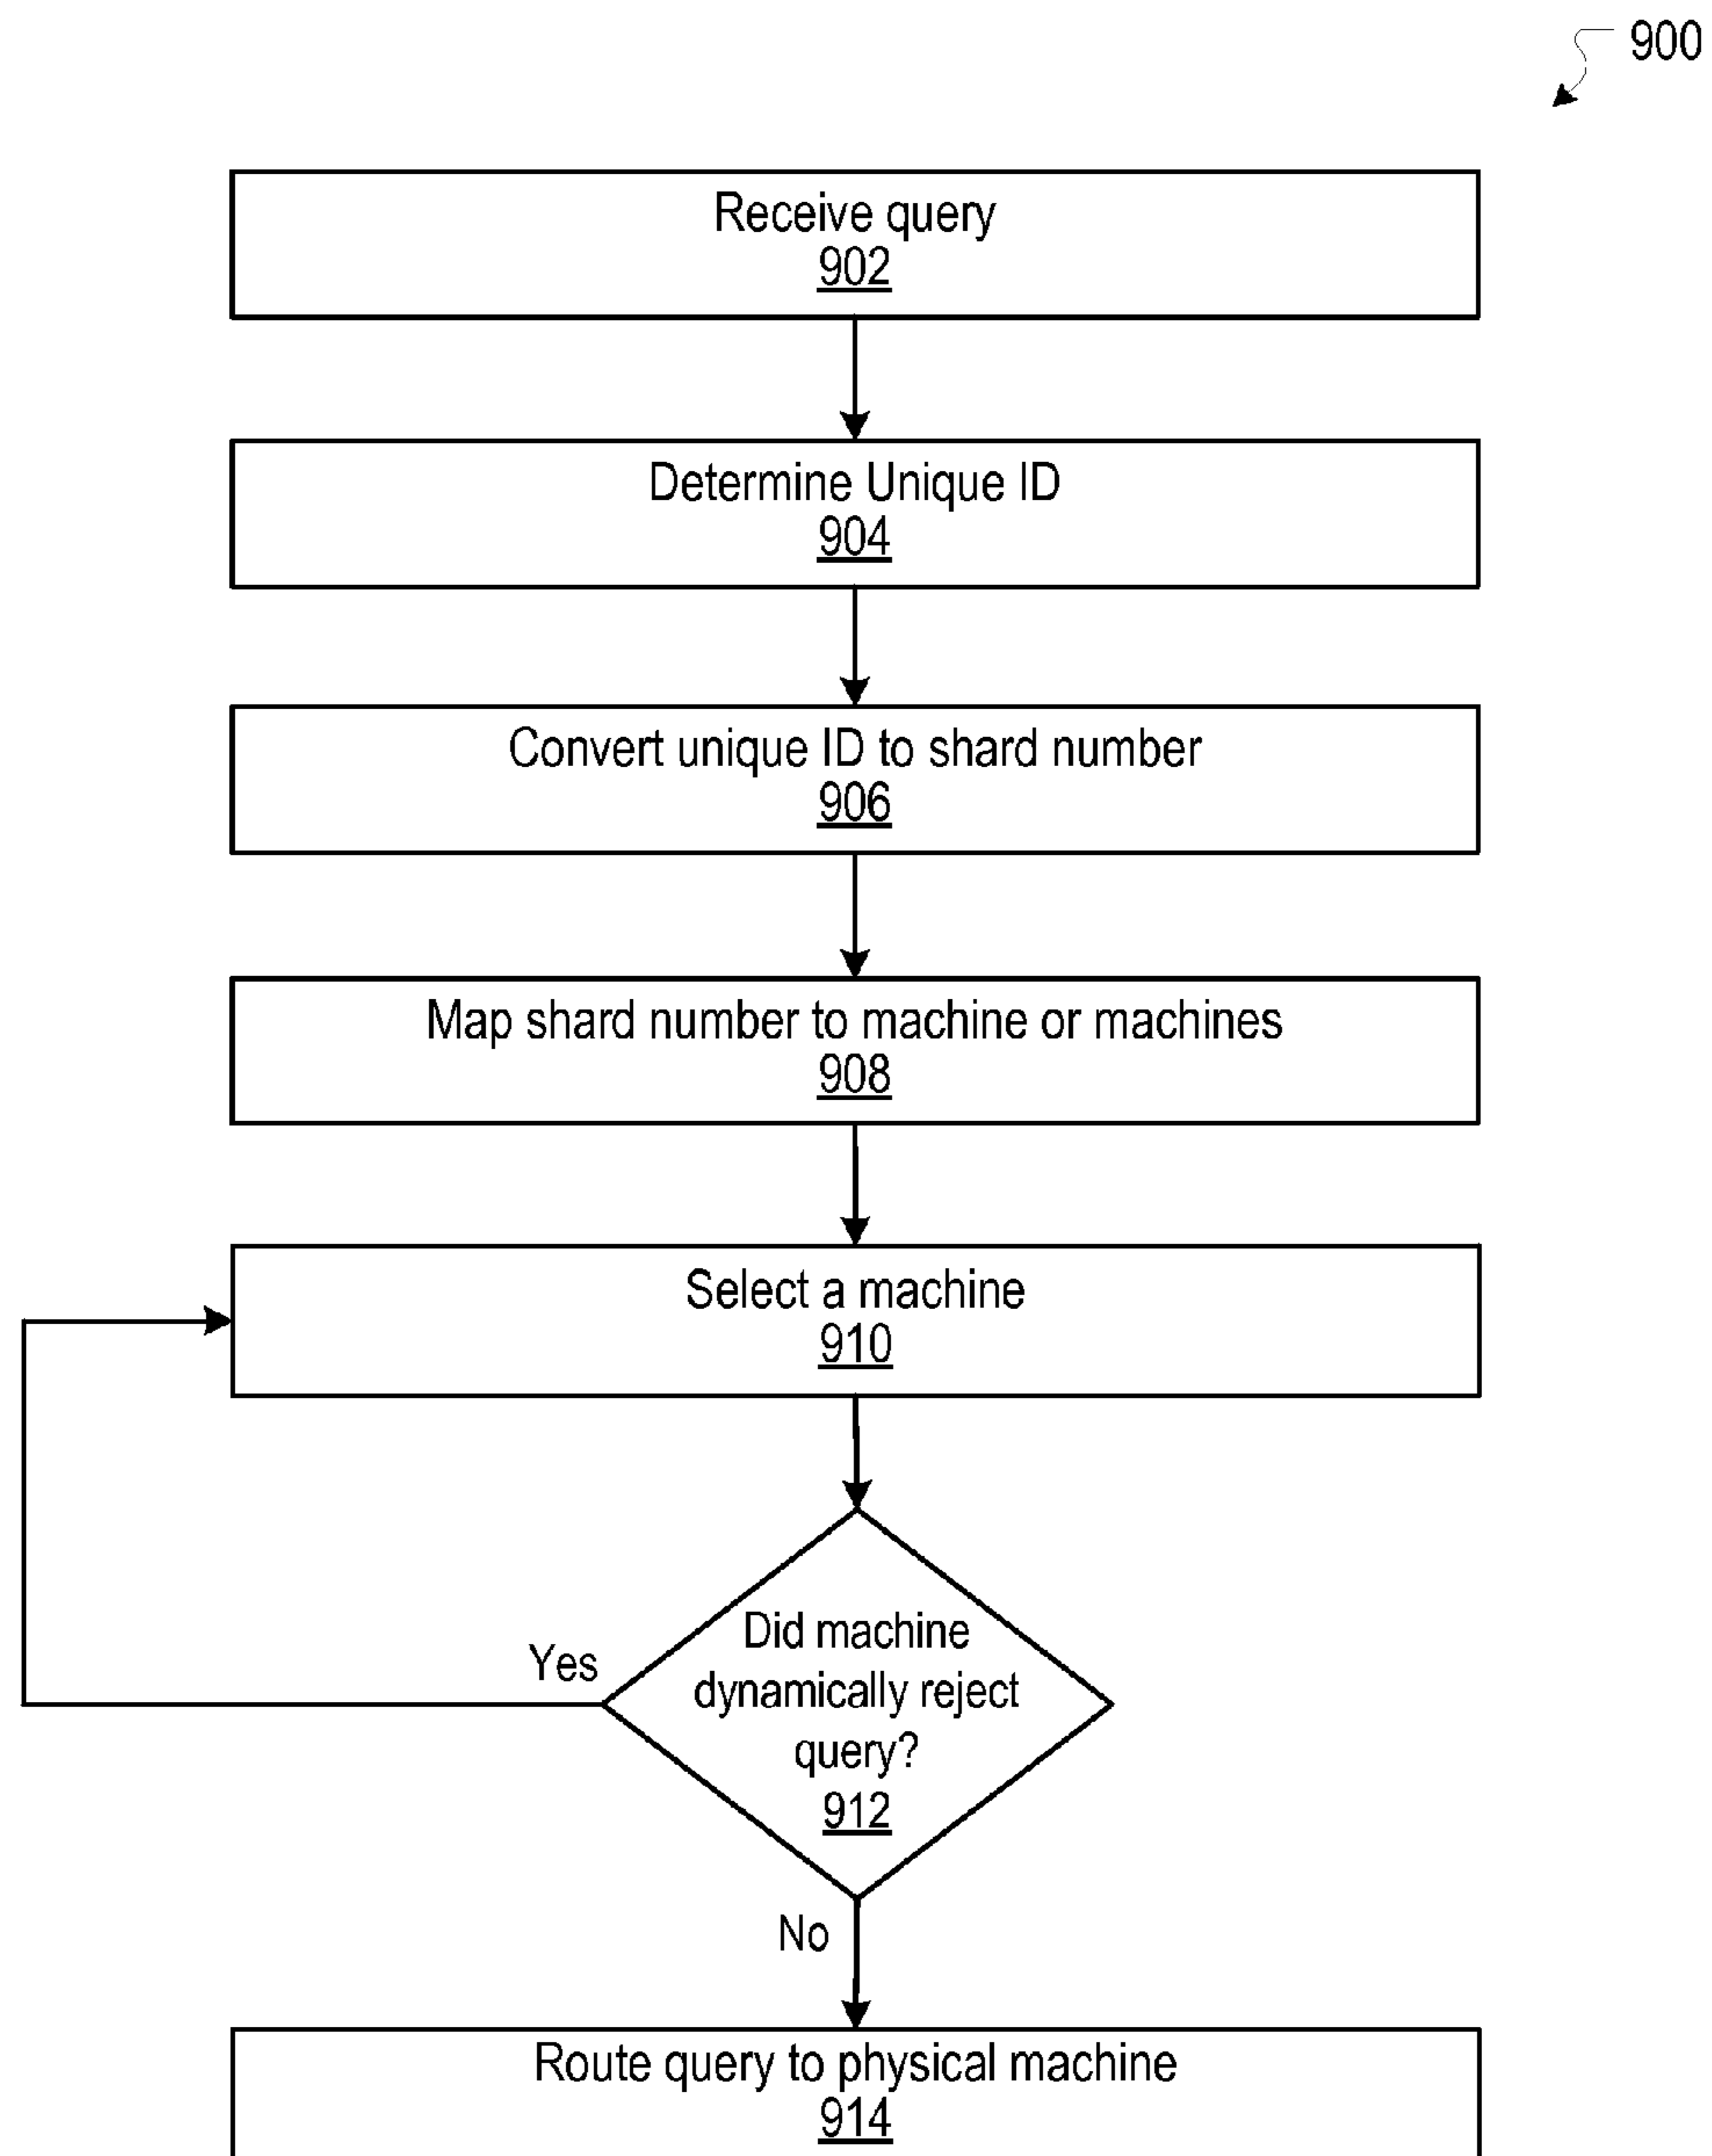 900
Receive query
902
Determine Unique ID
904
Convert unique ID to shard number
906
Map shard number to machine or machines
908
Select a machine
910
Did machine
dynamically reject
query?
912
Yes
No
Route query to physical machine
914